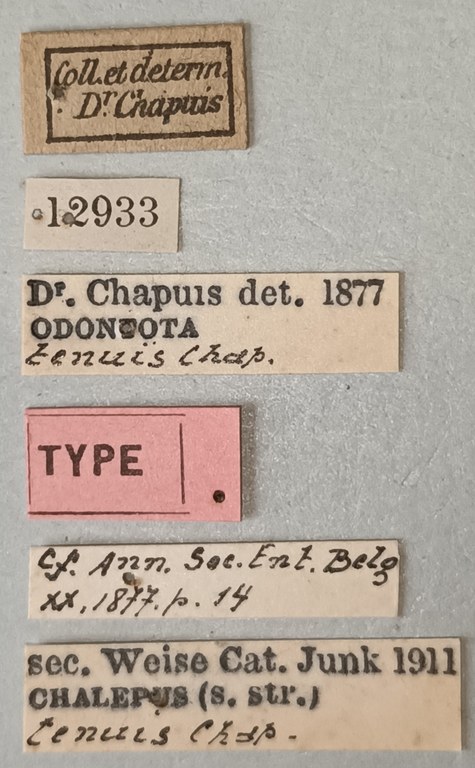 Coll. et determ.
Dr. Chapuis
12933
Dr. Chapuis det. 1877
ODONTOTA
tenuis Chap.
TYPE
Cf. Ann. Soc. Ent. Belg
XX, 1877. p. 14
sec. Weise Cat. Junk 1911
CHALEPUS (s. str.)
tenuis Chap.